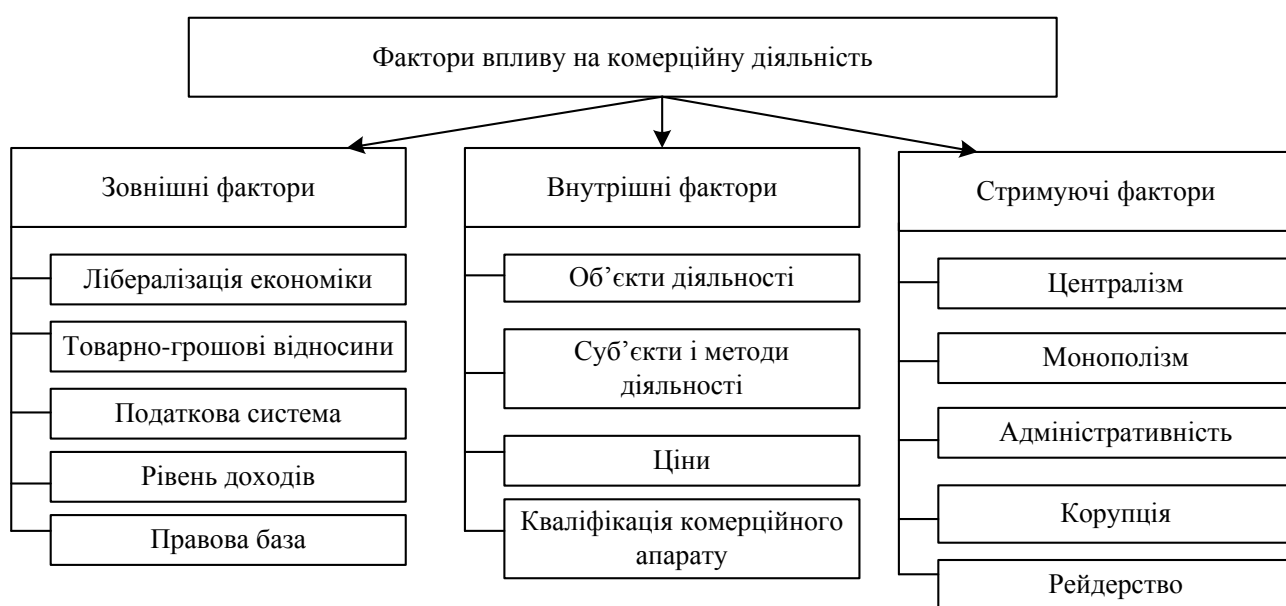 Фактори впливу на комерційну діяльність
Зовнішні фактори
Лібералізація економіки
Товарно-грошові відносини
Податкова система
Рівень доходів
Правова база
Внутрішні фактори
Об’єкти діяльності
Суб’єкти і методи
діяльності
Ціни
Кваліфікація комерційного
апарату
Стримуючі фактори
Централізм
Монополізм
Адміністративність
Корупція
Рейдерство